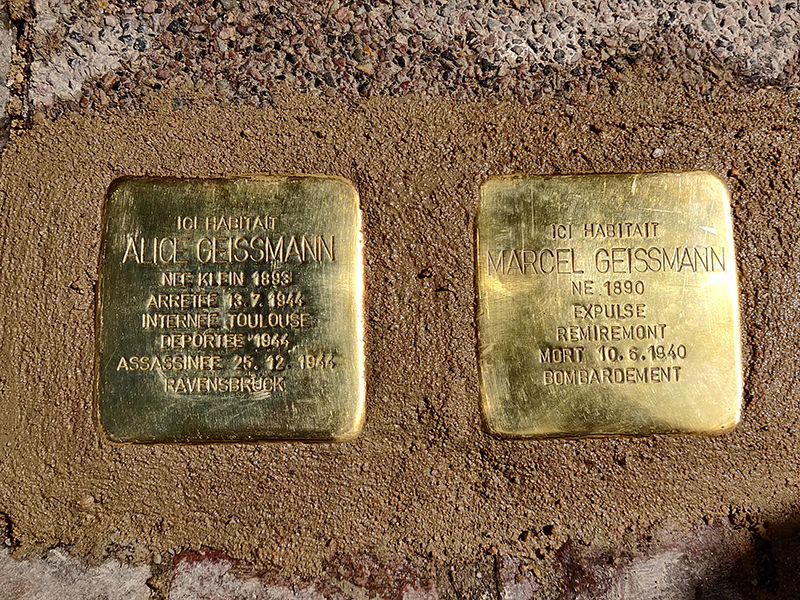 ICI HABITAIT
ALICE GEISSMANN
NÉE KLEIN 1893
ARRÊTÉE 13.7.1944
INTERNÉE TOULOUSE
DÉPORTÉE 1944
ASSASSINÉE 25.12.1944
RAVENSBRÜCK
ICI HABITAIT
MARCEL GEISSMANN
NÉ 1890
EXPULSÉ
REMIREMONT
MORT 10.6.1940
BOMBARDEMENT